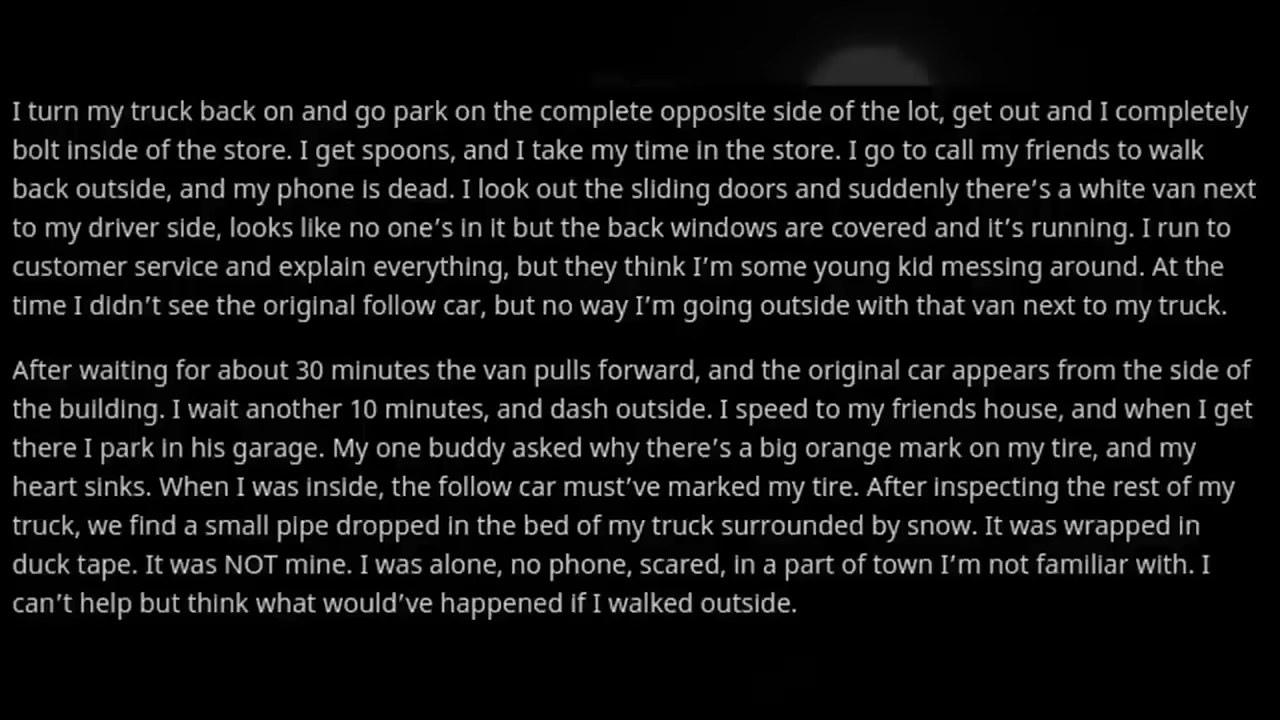 I turn my truck back on and go park on the complete opposite side of the lot, get out and I completely
bolt inside of the store. I get spoons, and I take my time in the store. I go to call my friends to walk
back outside, and my phone is dead. I look out the sliding doors and suddenly there’s a white van next
to my driver side, looks like no one’s in it but the back windows are covered and it’s running. I run to
customer service and explain everything, but they think I’m some young kid messing around. At the
time I didn’t see the original follow car, but no way I’m going outside with that van next to my truck.
After waiting for about 30 minutes the van pulls forward, and the original car appears from the side of
the building. I wait another 10 minutes, and dash outside. I speed to my friends house, and when I get
there I park in his garage. My one buddy asked why there’s a big orange mark on my tire, and my
heart sinks. When I was inside, the follow car must’ve marked my tire. After inspecting the rest of my
truck, we find a small pipe dropped in the bed of my truck surrounded by snow. It was wrapped in
duck tape. It was NOT mine. I was alone, no phone, scared, in a part of town I’m not familiar with. I
can’t help but think what would’ve happened if I walked outside.